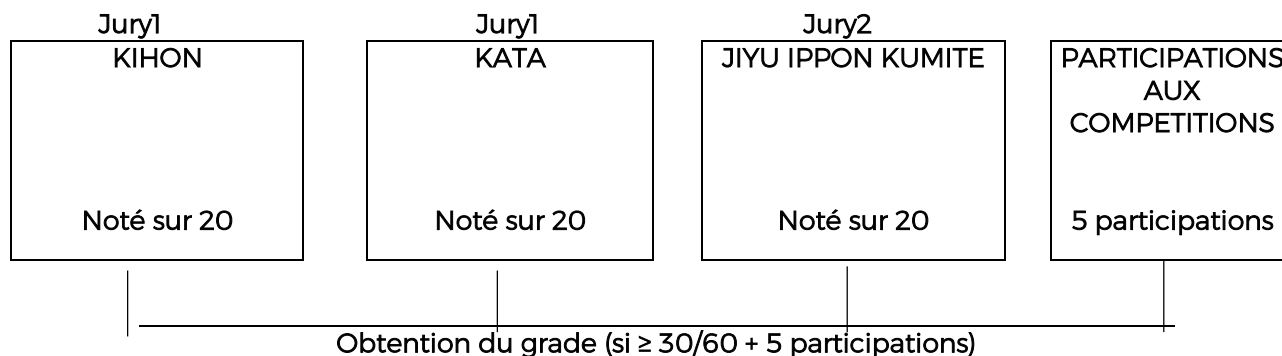 Jury1
KIHON
Noté sur 20
Jury1
KATA
Noté sur 20
Jury2
JIYU IPPON KUMITE
Noté sur 20
PARTICIPATIONS
AUX
COMPETITIONS
5 participations
Obtention du grade (si ≥ 30/60 + 5 participations)